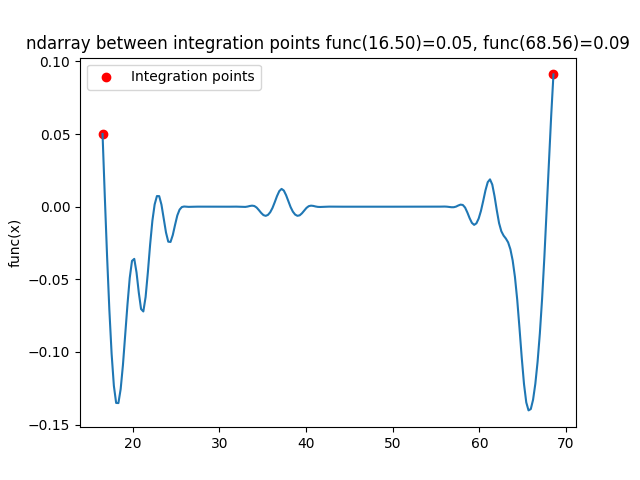 ndarray between integration points func(16.50)=0.05, func(68.56)=0.09
Integration points
func(x)
0.10
0.05
0.00
−0.05
−0.10
−0.15
20 30 40 50 60 70